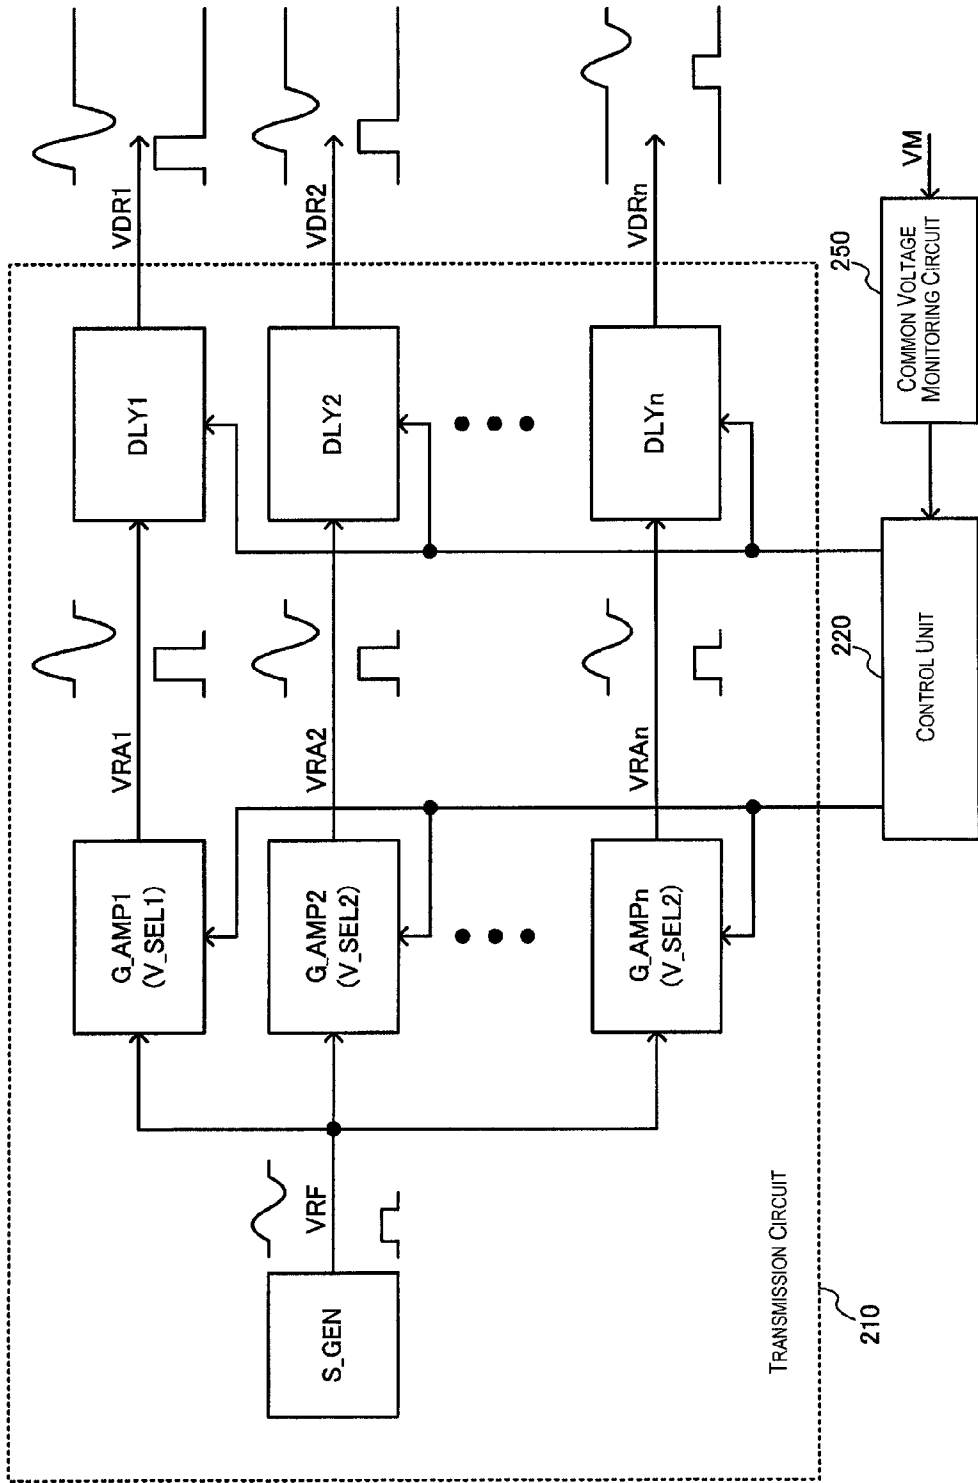 S_GEN
VRF
G_AMP1
(V_SEL1)
G_AMP2
(V_SEL2)
G_AMPn
(V_SEL2)
VRA1
VRA2
VRAn
DLY1
DLY2
DLYn
VDR1
VDR2
VDRn
TRANSMISSION CIRCUIT
210
220
CONTROL UNIT
250
COMMON VOLTAGE
MONITORING CIRCUIT
VM